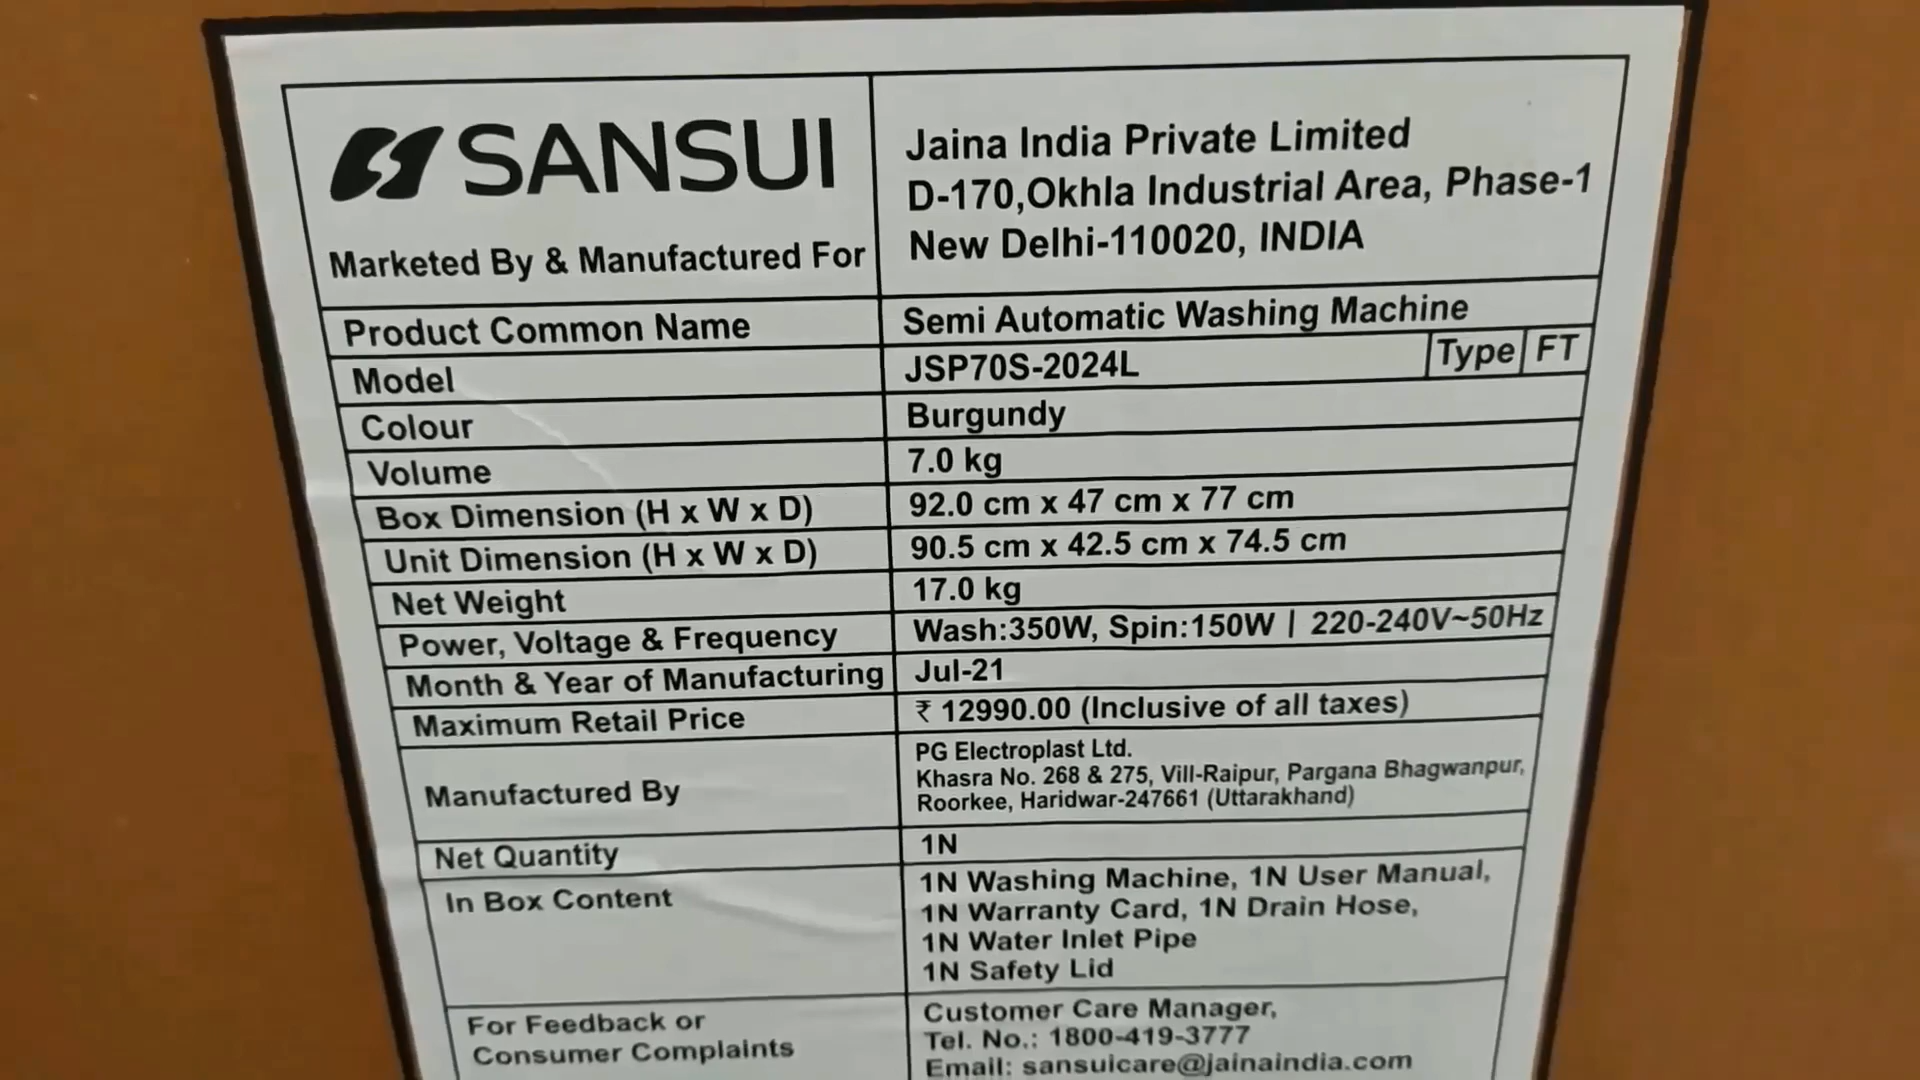 SANSUI
Marketed By & Manufactured For
Jaina India Private Limited
D-170,Okhla Industrial Area, Phase-1
New Delhi-110020, INDIA
Product Common Name
Semi Automatic Washing Machine
Model
JSP70S-2024L
Type
FT
Colour
Burgundy
Volume
7.0 kg
Box Dimension (H x W x D)
92.0 cm x 47 cm x 77 cm
Unit Dimension (H x W x D)
90.5 cm x 42.5 cm x 74.5 cm
Net Weight
17.0 kg
Power, Voltage & Frequency
Wash:350W, Spin:150W | 220-240V~50Hz
Month & Year of Manufacturing
Jul-21
Maximum Retail Price
₹ 12990.00 (Inclusive of all taxes)
Manufactured By
PG Electroplast Ltd.
Khasra No. 268 & 275, Vill-Raipur, Pargana Bhagwanpur,
Roorkee, Haridwar-247661 (Uttarakhand)
Net Quantity
1N
In Box Content
1N Washing Machine, 1N User Manual,
1N Warranty Card, 1N Drain Hose,
1N Water Inlet Pipe
1N Safety Lid
For Feedback or
Consumer Complaints
Customer Care Manager,
Tel. No.: 1800-419-3777
Email: sansuicare@jainaindia.com